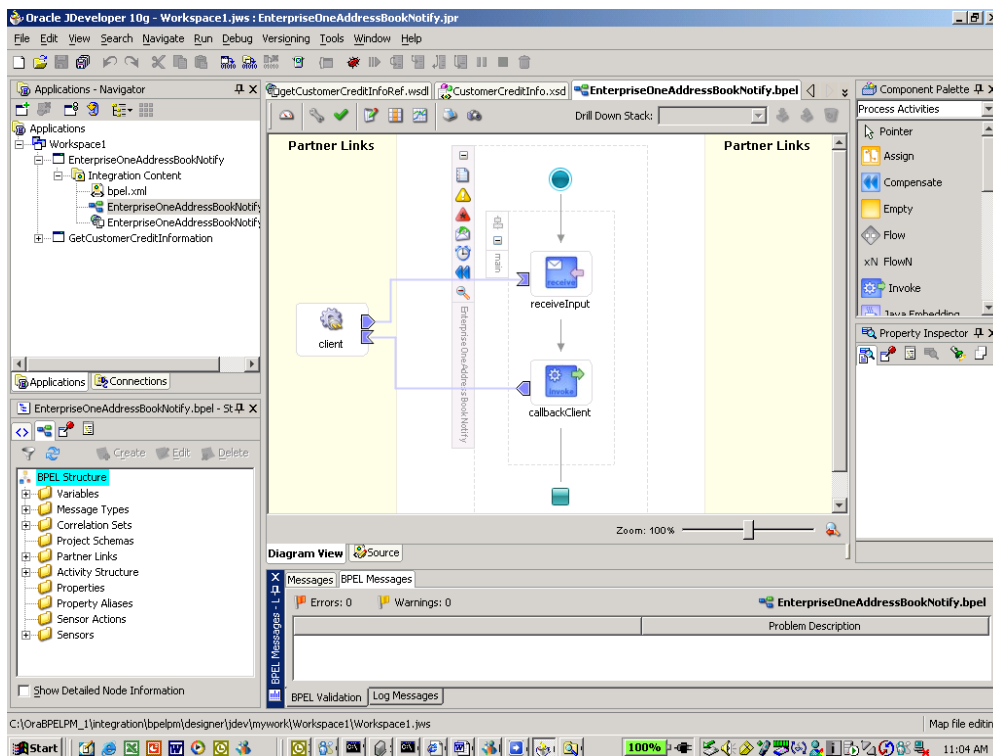 Oracle JDeveloper 10g - Workspace1.jws : EnterpriseOneAddressBookNotify.jpr
File Edit View Search Navigate Run Debug Versioning Tools Window Help
Applications - Navigator
Applications
Workspace1
EnterpriseOneAddressBookNotify
Integration Content
bpel.xml
EnterpriseOneAddressBookNotify
EnterpriseOneAddressBookNotify
GetCustomerCreditInformation
Applications Connections
EnterpriseOneAddressBookNotify.bpel - St
Create Edit Delete
BPEL Structure
Variables
Message Types
Correlation Sets
Project Schemas
Partner Links
Activity Structure
Properties
Property Aliases
Sensor Actions
Sensors
Show Detailed Node Information
getCustomerCreditInfoRef.wsdl CustomerCreditInfo.xsd EnterpriseOneAddressBookNotify.bpel
Drill Down Stack:
Partner Links
Partner Links
main
EnterpriseOneAddressBookNotify
client
receive
receiveInput
invoke
callbackClient
Zoom: 100%
Diagram View Source
Component Palette
Process Activities
Pointer
Assign
Compensate
Empty
Flow
xN FlowN
Invoke
Java Embedding
Property Inspector
BPEL Messages - L
Messages BPEL Messages
Errors: 0 Warnings: 0
EnterpriseOneAddressBookNotify.bpel
Problem Description
BPEL Validation Log Messages
C:\OraBPELPM_1\integration\bpelpm\designer\jdev\mywork\Workspace1\Workspace1.jws
Map file editin
Start
100%
11:04 AM